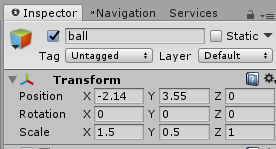 Inspector Navigation Services
ball Static
Tag Untagged Layer Default
Transform
Position X -2.14 Y 3.55 Z 0
Rotation X 0 Y 0 Z 0
Scale X 1.5 Y 0.5 Z 1